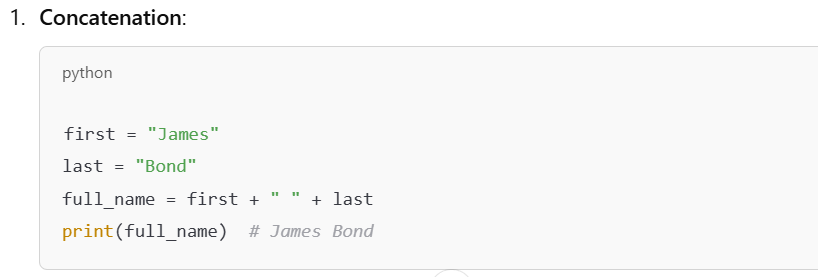 1. Concatenation:
python
first = "James"
last = "Bond"
full_name = first + " " + last
print(full_name)  # James Bond